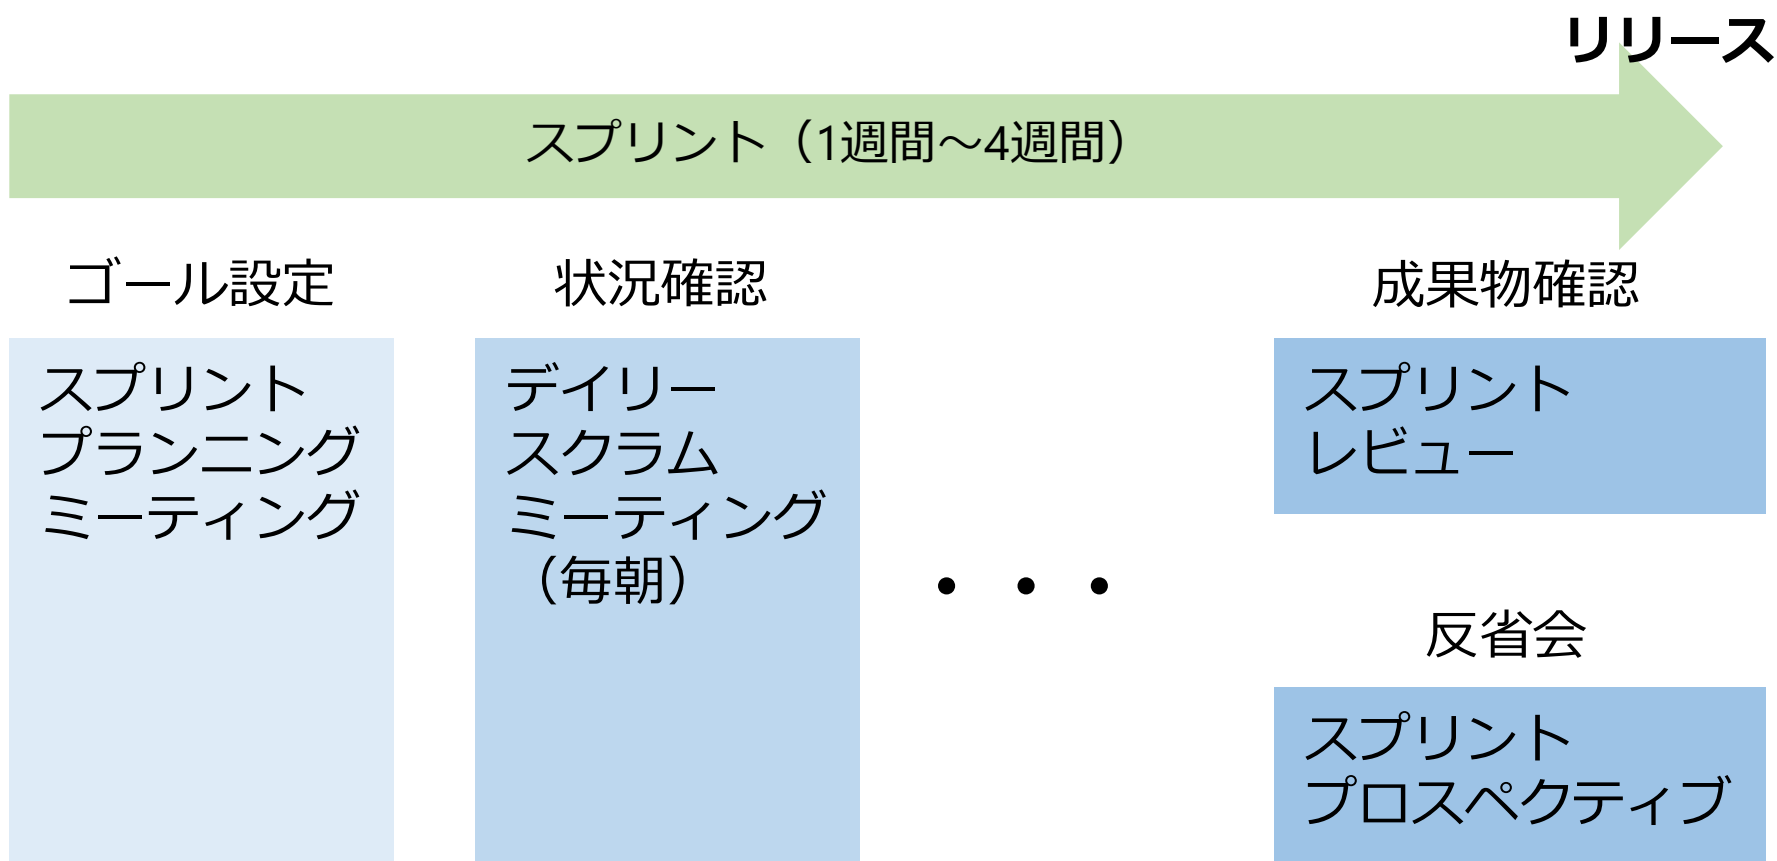 リリース
スプリント（1週間～4週間）
ゴール設定
スプリント
プランニング
ミーティング
状況確認
デイリー
スクラム
ミーティング
（毎朝）
・・・
成果物確認
スプリント
レビュー
反省会
スプリント
プロスペクティブ